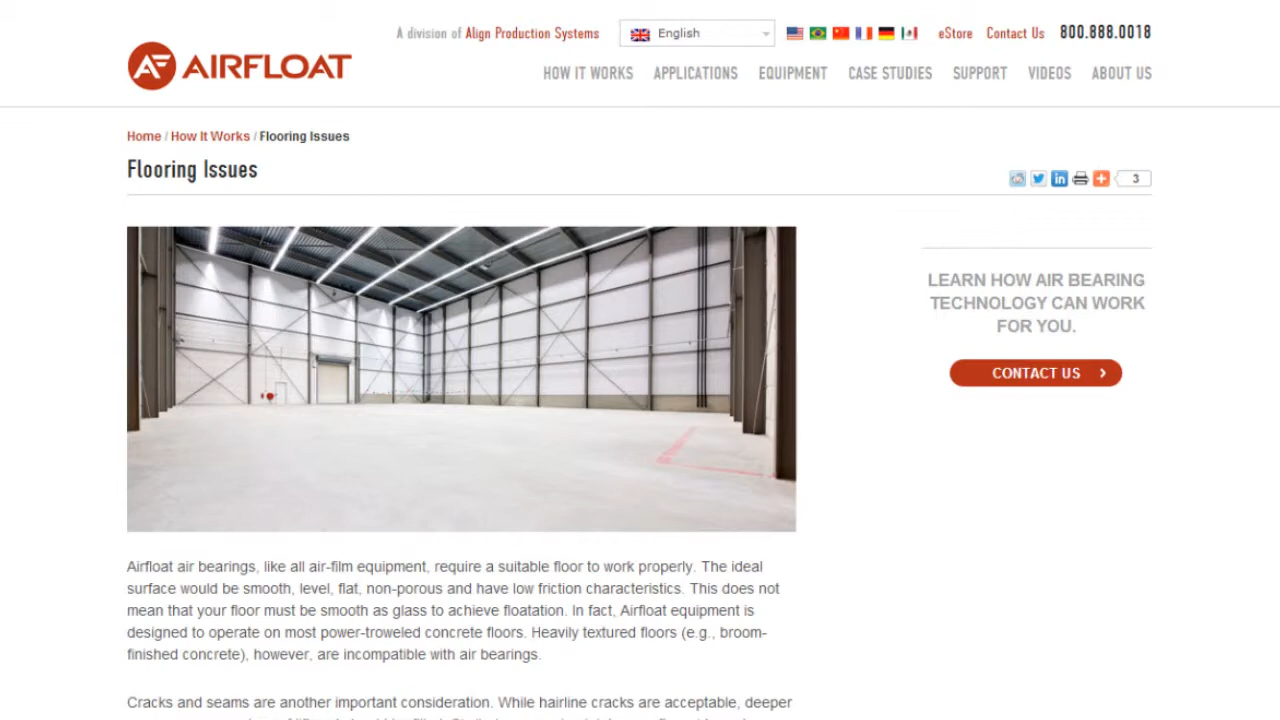 A division of Align Production Systems
English
eStore
Contact Us
800.888.0018
AIRFLOAT
HOW IT WORKS
APPLICATIONS
EQUIPMENT
CASE STUDIES
SUPPORT
VIDEOS
ABOUT US
Home / How It Works / Flooring Issues
Flooring Issues
3
LEARN HOW AIR BEARING
TECHNOLOGY CAN WORK
FOR YOU.
CONTACT US
Airfloat air bearings, like all air-film equipment, require a suitable floor to work properly. The ideal
surface would be smooth, level, flat, non-porous and have low friction characteristics. This does not
mean that your floor must be smooth as glass to achieve floatation. In fact, Airfloat equipment is
designed to operate on most power-troweled concrete floors. Heavily textured floors (e.g., broom-
finished concrete), however, are incompatible with air bearings.
Cracks and seams are another important consideration. While hairline cracks are acceptable, deeper